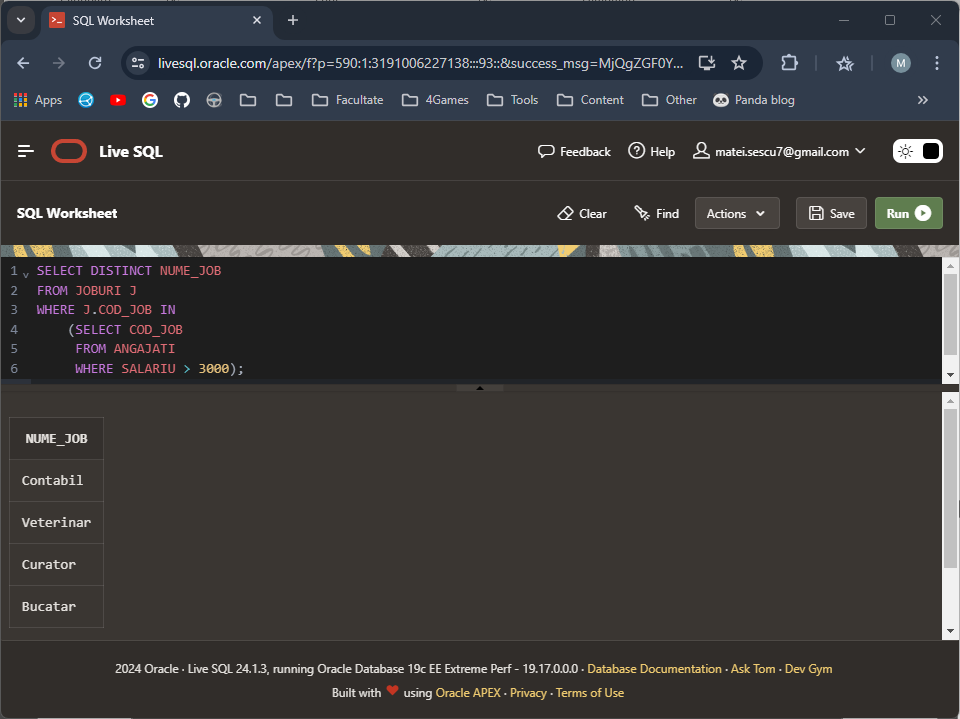 SQL Worksheet
livesql.oracle.com/apex/f?p=590:1:3191006227138:::93::&success_msg=MjQgZGF0Y...
M
Apps
Facultate
4Games
Tools
Content
Other
Panda blog
Live SQL
Feedback
Help
matei.sescu7@gmail.com
SQL Worksheet
Clear
Find
Actions
Save
Run
1 SELECT DISTINCT NUME_JOB
2 FROM JOBURI J
3 WHERE J.COD_JOB IN
4 (SELECT COD_JOB
5 FROM ANGAJATI
6 WHERE SALARIU > 3000);
NUME_JOB
Contabil
Veterinar
Curator
Bucatar
2024 Oracle · Live SQL 24.1.3, running Oracle Database 19c EE Extreme Perf - 19.17.0.0.0 · Database Documentation · Ask Tom · Dev Gym
Built with ❤ using Oracle APEX · Privacy · Terms of Use